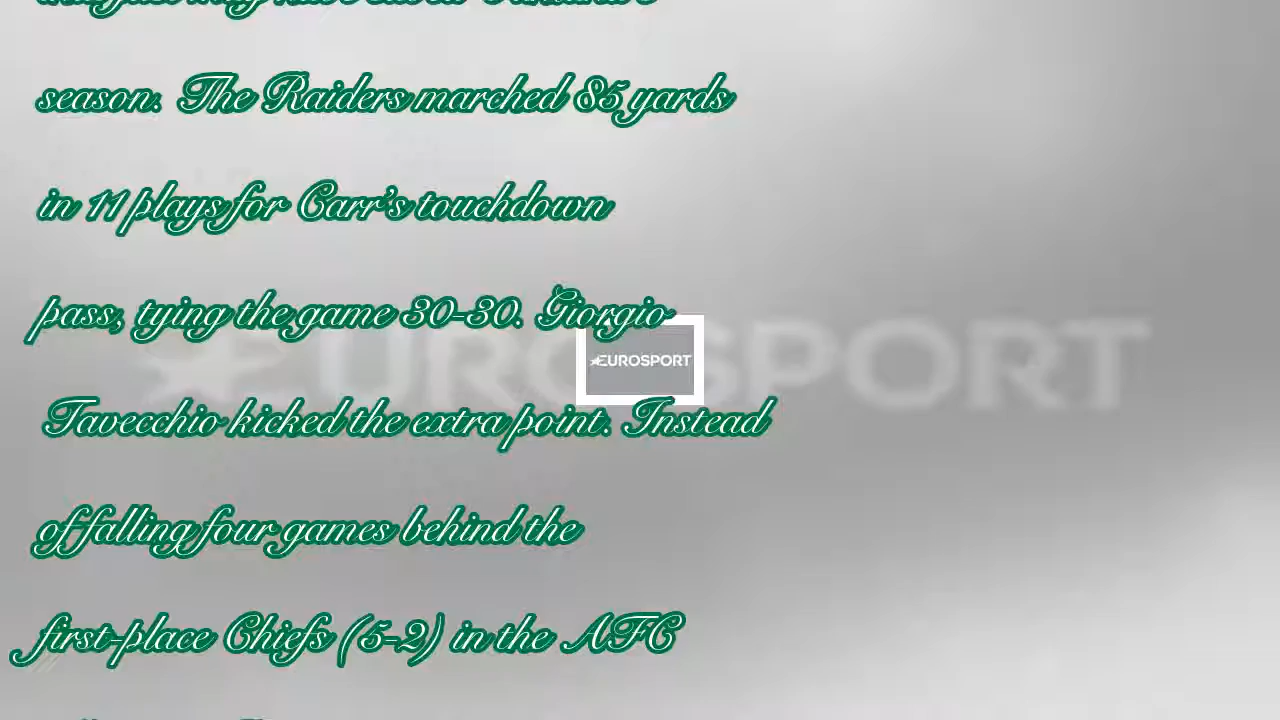 season. The Raiders marched 85 yards
in 11 plays for Carr's touchdown
pass, tying the game 30-30. Giorgio
EUROSPORT
EUROSPORT
Tavecchio kicked the extra point. Instead
of falling four games behind the
first-place Chiefs (5-2) in the AFC